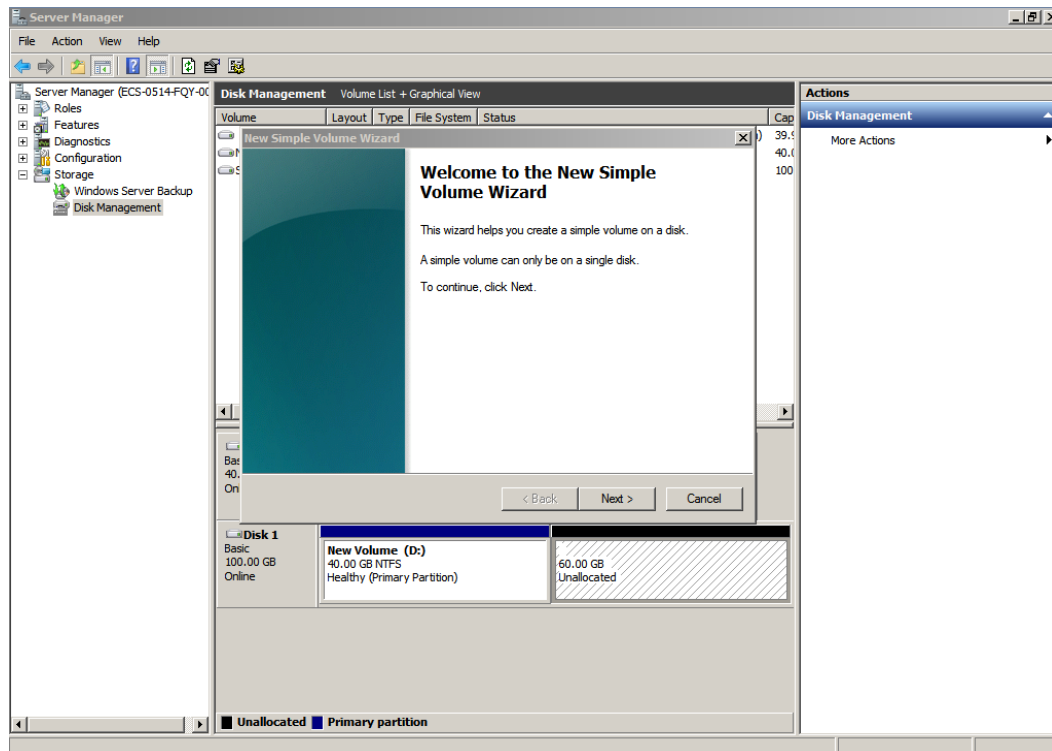 Server Manager
File Action View Help
Server Manager (ECS-0514-FQY-00
Roles
Features
Diagnostics
Configuration
Storage
Windows Server Backup
Disk Management
Disk Management Volume List + Graphical View
Volume Layout Type File System Status Cap
39.9
40.0
100
New Simple Volume Wizard
Welcome to the New Simple
Volume Wizard
This wizard helps you create a simple volume on a disk.
A simple volume can only be on a single disk.
To continue, click Next.
< Back Next > Cancel
Bas
40.
On
Disk 1
Basic
100.00 GB
Online
New Volume (D:)
40.00 GB NTFS
Healthy (Primary Partition)
60.00 GB
Unallocated
Unallocated Primary partition
Actions
Disk Management
More Actions